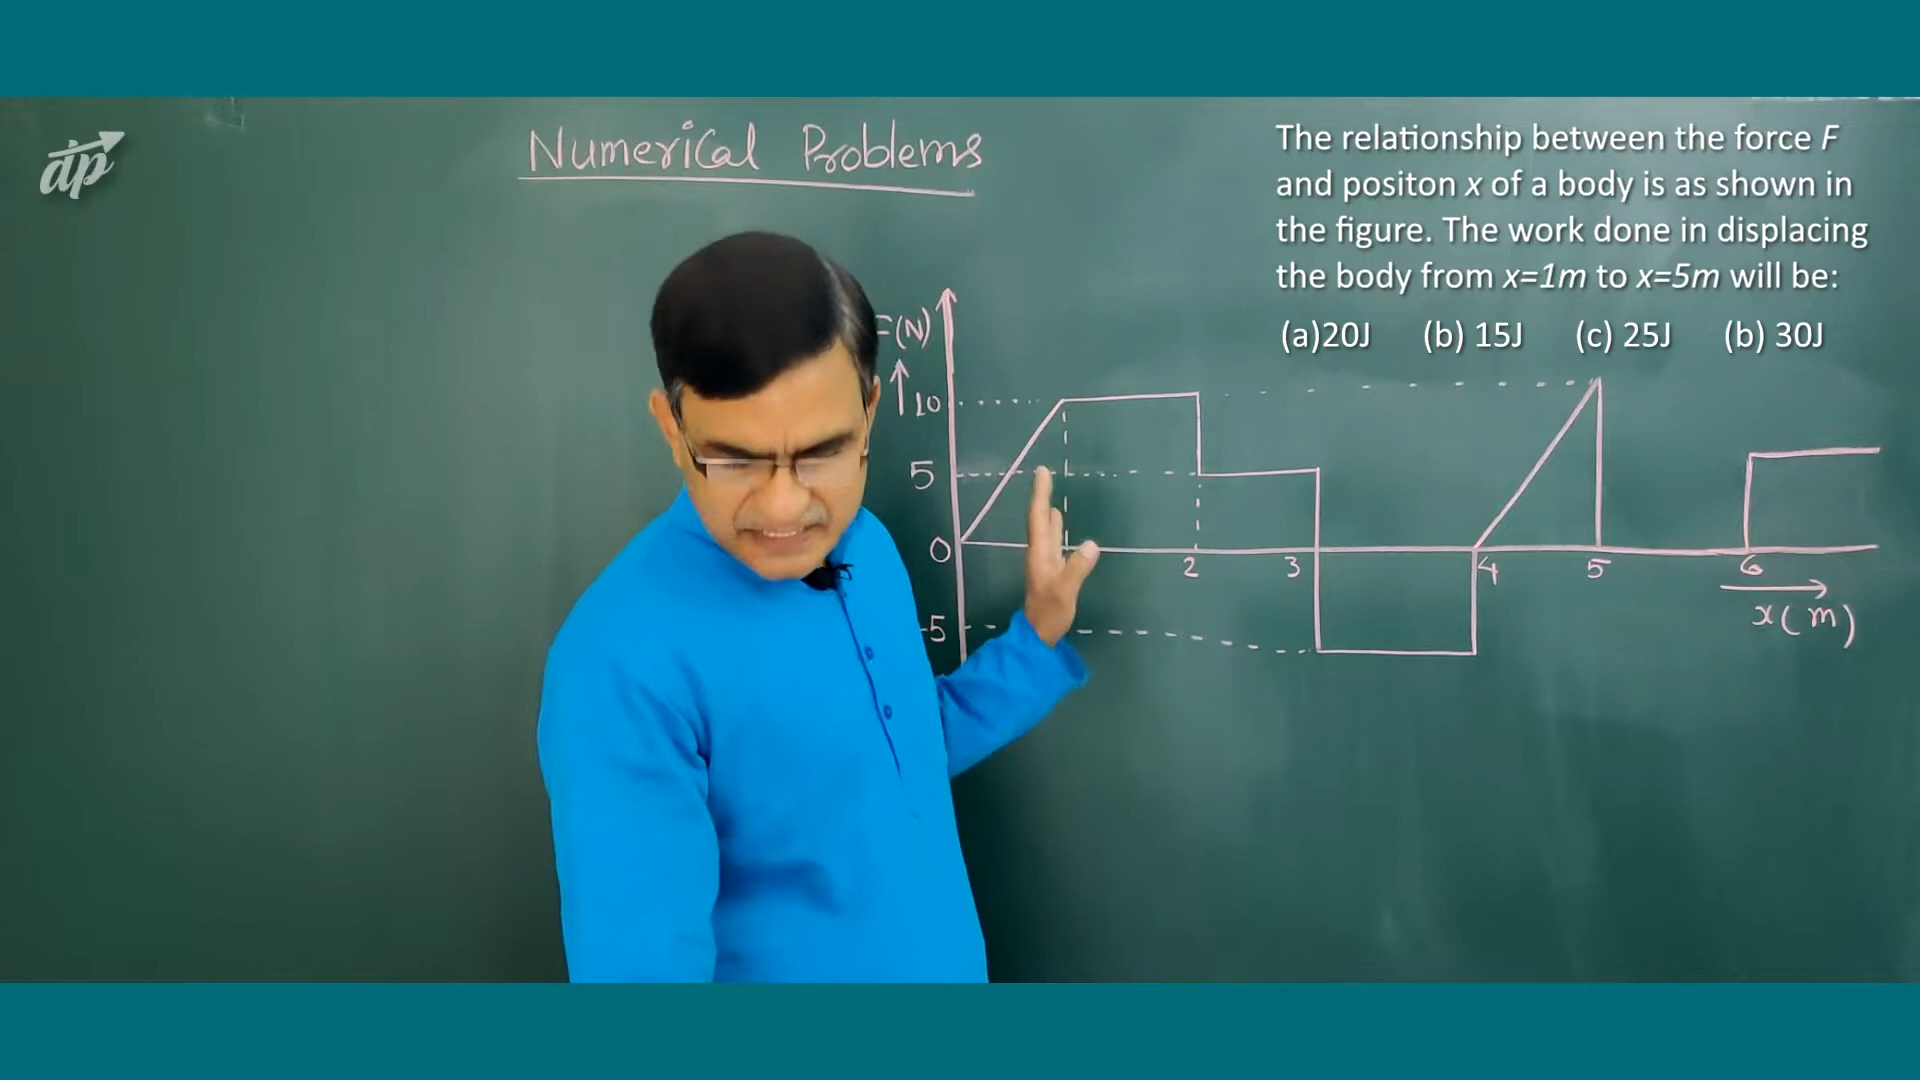 dp
Numerical Problems
The relationship between the force F
and positon x of a body is as shown in
the figure. The work done in displacing
the body from x=1m to x=5m will be:
(a)20J (b) 15J (c) 25J (b) 30J
F(N)
10
5
0
2 3 4 5 6
-5
x(m)